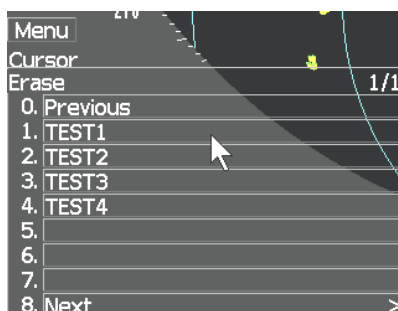 270
Menu
Cursor
Erase 1/1
0. Previous
1. TEST1
2. TEST2
3. TEST3
4. TEST4
5.
6.
7.
8. Next >